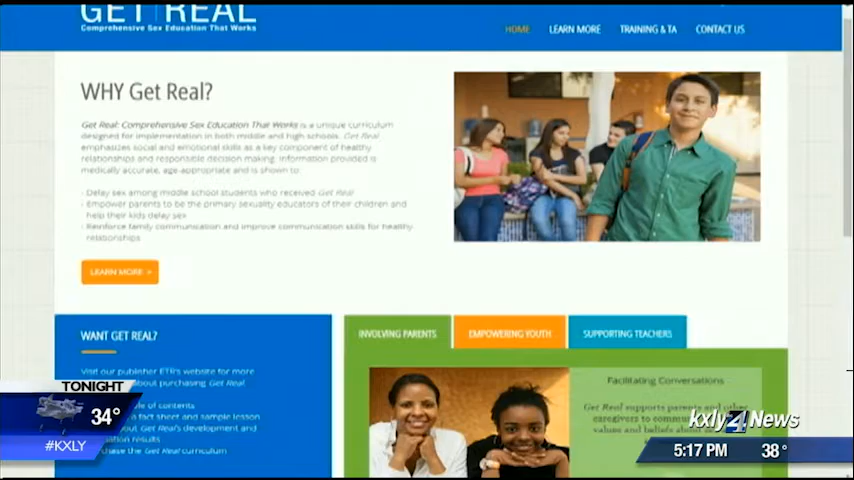 GET REAL
Comprehensive Sex Education That Works
HOME LEARN MORE TRAINING & TA CONTACT US
WHY Get Real?
Get Real: Comprehensive Sex Education That Works is a unique curriculum
designed for implementation in both middle and high schools. Get Real
emphasizes social and emotional skills as a key component of healthy
relationships and responsible decision making. Information provided is
medically accurate, age-appropriate and is shown to:
- Delay sex among middle school students who received Get Real
- Empower parents to be the primary sexuality educators of their children and
help their kids delay sex
- Reinforce family communication and improve communication skills for healthy
relationships
LEARN MORE >
WANT GET REAL?
Visit our publisher ETR's website for more
about purchasing Get Real
of contents
a fact sheet and sample lesson
Get Real's development and
results
the Get Real curriculum
INVOLVING PARENTS EMPOWERING YOUTH SUPPORTING TEACHERS
Facilitating Conversations
Get Real supports parents and other
caregivers to
values and beliefs about
TONIGHT
34°
#KXLY
kxly 4 News
5:17 PM 38°